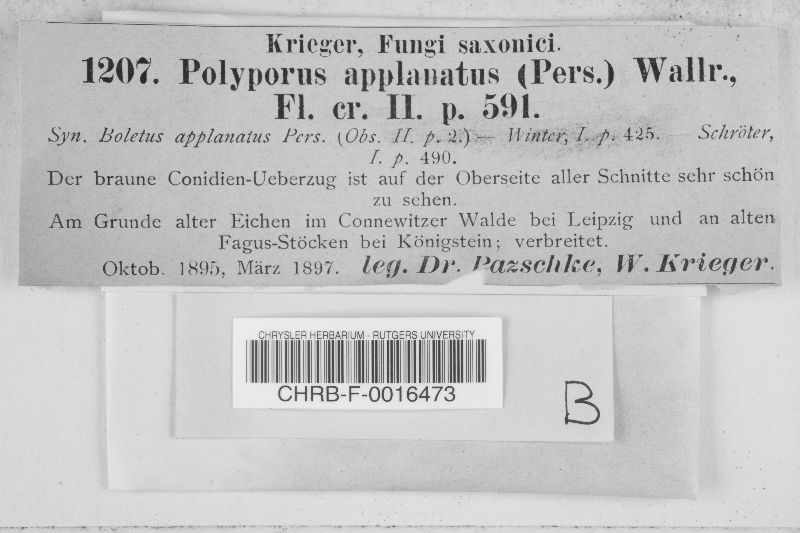 Krieger, Fungi saxonici.
1207. Polyporus applanatus (Pers.) Wallr.,
Fl. cr. II. p. 591.
Syn. Boletus applanatus Pers. (Obs. II. p. 2.) — Winter, I. p. 425. Schröter,
I. p. 490.
Der braune Conidien-Ueberzug ist auf der Oberseite aller Schnitte sehr schön
zu sehen.
Am Grunde alter Eichen im Connewitzer Walde bei Leipzig und an alten
Fagus-Stöcken bei Königstein; verbreitet.
Oktob. 1895, März 1897. leg. Dr. Pazschke, W. Krieger.
CHRYSLER HERBARIUM - RUTGERS UNIVERSITY
CHRB-F-0016473
B